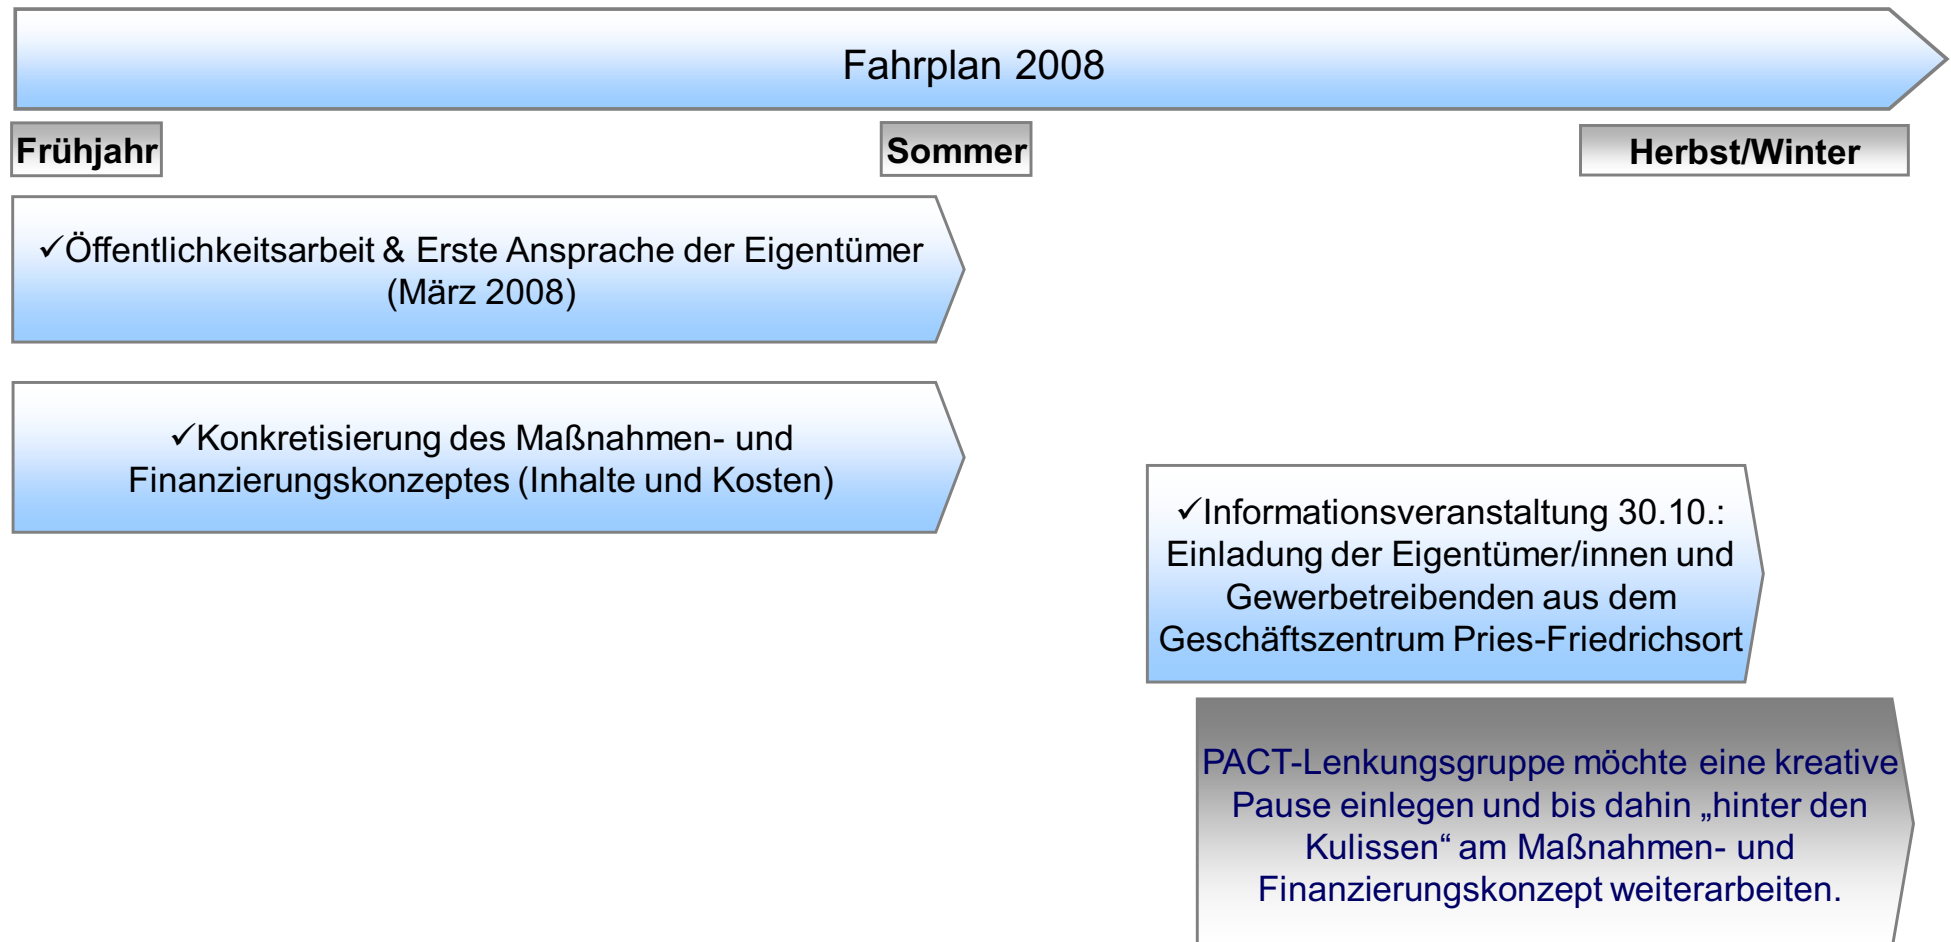 Fahrplan 2008
Frühjahr
Sommer
Herbst/Winter
✓Öffentlichkeitsarbeit & Erste Ansprache der Eigentümer
(März 2008)
✓Konkretisierung des Maßnahmen- und
Finanzierungskonzeptes (Inhalte und Kosten)
✓Informationsveranstaltung 30.10.:
Einladung der Eigentümer/innen und
Gewerbetreibenden aus dem
Geschäftszentrum Pries-Friedrichsort
PACT-Lenkungsgruppe möchte eine kreative
Pause einlegen und bis dahin „hinter den
Kulissen“ am Maßnahmen- und
Finanzierungskonzept weiterarbeiten.